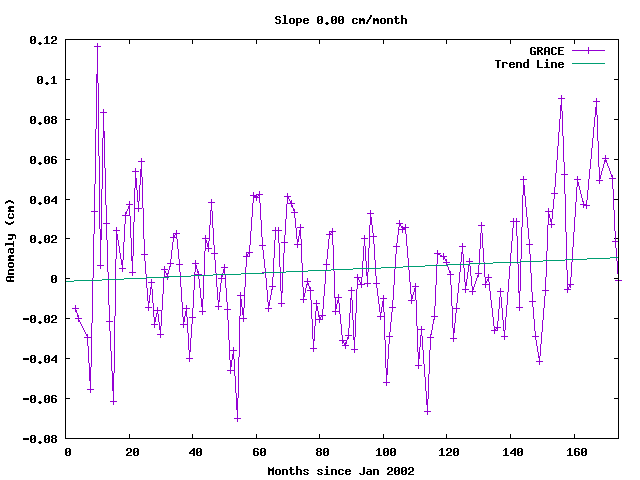 Slope 0.00 cm/month
0.12
0.1
0.08
0.06
0.04
0.02
0
-0.02
-0.04
-0.06
-0.08
Anomaly (cm)
GRACE
Trend Line
0 20 40 60 80 100 120 140 160
Months since Jan 2002